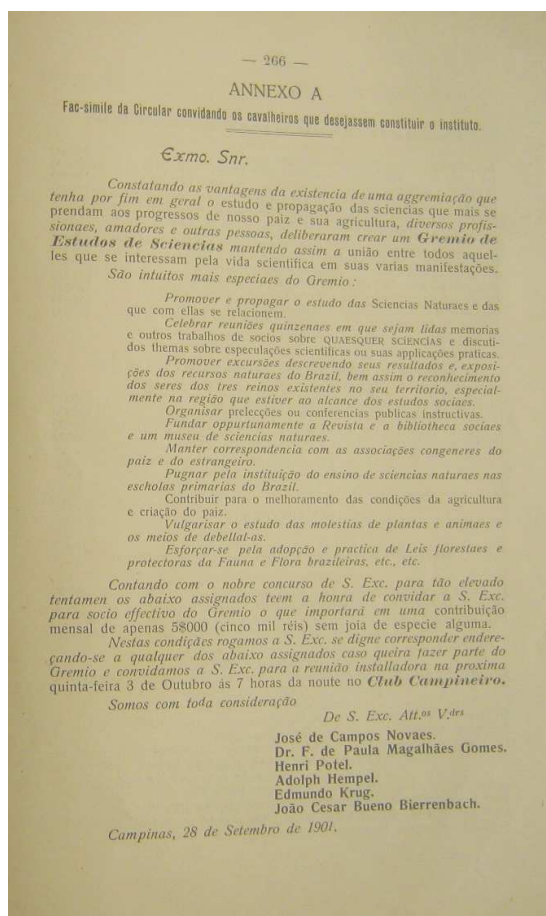 — 266 —
ANNEXO A
Fac-simile da Circular convidando os cavalheiros que desejassem constituir o instituto.
Exmo. Snr.
Constatando as vantagens da existencia de uma aggremiação que
tenha por fim em geral o estudo e propagação das sciencias que mais se
prendam aos progressos de nosso paiz e sua agricultura, diversos profis-
sionaes, amadores e outras pessoas, deliberaram crear um Gremio de
Estudos de Sciencias mantendo assim a união entre todos aquel-
les que se interessam pela vida scientifica em suas varias manifestações.
São intuitos mais especiaes do Gremio:
Promover e propagar o estudo das Sciencias Naturaes e das
que com ellas se relacionem.
Celebrar reuniões quinzenaes em que sejam lidas memorias
e outros trabalhos de socios sobre QUAESQUER SCIENCIAS e discuti-
dos themas sobre especulações scientificas ou suas applicações praticas.
Promover excursões descrevendo seus resultados e, exposi-
ções dos recursos naturaes do Brazil, bem assim o reconhecimento
dos seres dos tres reinos existentes no seu territorio, especial-
mente na região que estiver ao alcance dos estudos sociaes.
Organisar prelecções ou conferencias publicas instructivas.
Fundar oppurtunamente a Revista e a bibliotheca sociaes
e um museu de sciencias naturaes.
Manter correspondencia com as associações congeneres do
paiz e do estrangeiro.
Pugnar pela instituição do ensino de sciencias naturaes nas
escholas primarias do Brazil.
Contribuir para o melhoramento das condições da agricultura
e criação do paiz.
Vulgarisar o estudo das molestias de plantas e animaes e
os meios de debellal-as.
Esforçar-se pela adopção e practica de Leis florestaes e
protectoras da Fauna e Flora brazileiras, etc., etc.
Contando com o nobre concurso de S. Exc. para tão elevado
tentamen os abaixo assignados teem a honra de convidar a S. Exc.
para socio effectivo do Gremio o que importará em uma contribuição
mensal de apenas 5$000 (cinco mil réis) sem joia de especie alguma.
Nestas condições rogamos a S. Exc. se digne corresponder endere-
çando-se a qualquer dos abaixo assignados caso queira fazer parte do
Gremio e convidamos a S. Exc. para a reunião installadora na proxima
quinta-feira 3 de Outubro ás 7 horas da noute no Club Campineiro.
Somos com toda consideração
De S. Exc. Att.os V.dres
José de Campos Novaes.
Dr. F. de Paula Magalhães Gomes.
Henri Potel.
Adolph Hempel.
Edmundo Krug.
João Cesar Bueno Bierrenbach.
Campinas, 28 de Setembro de 1901.